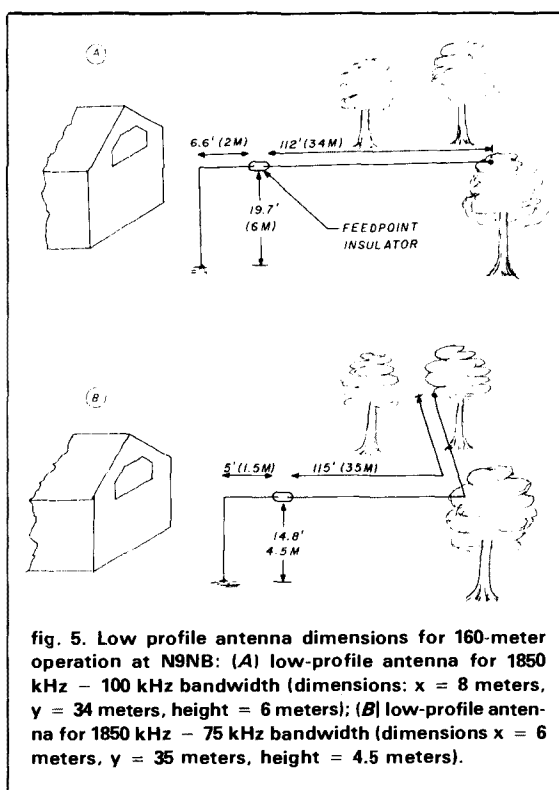 A
6.6' (2M)
112' (34M)
19.7'
(6M)
FEEDPOINT
INSULATOR
B
5' (1.5M)
115' (35M)
14.8'
4.5M
fig. 5. Low profile antenna dimensions for 160-meter
operation at N9NB: (A) low-profile antenna for 1850
kHz – 100 kHz bandwidth (dimensions: x = 8 meters,
y = 34 meters, height = 6 meters); (B) low-profile anten-
na for 1850 kHz – 75 kHz bandwidth (dimensions x = 6
meters, y = 35 meters, height = 4.5 meters).